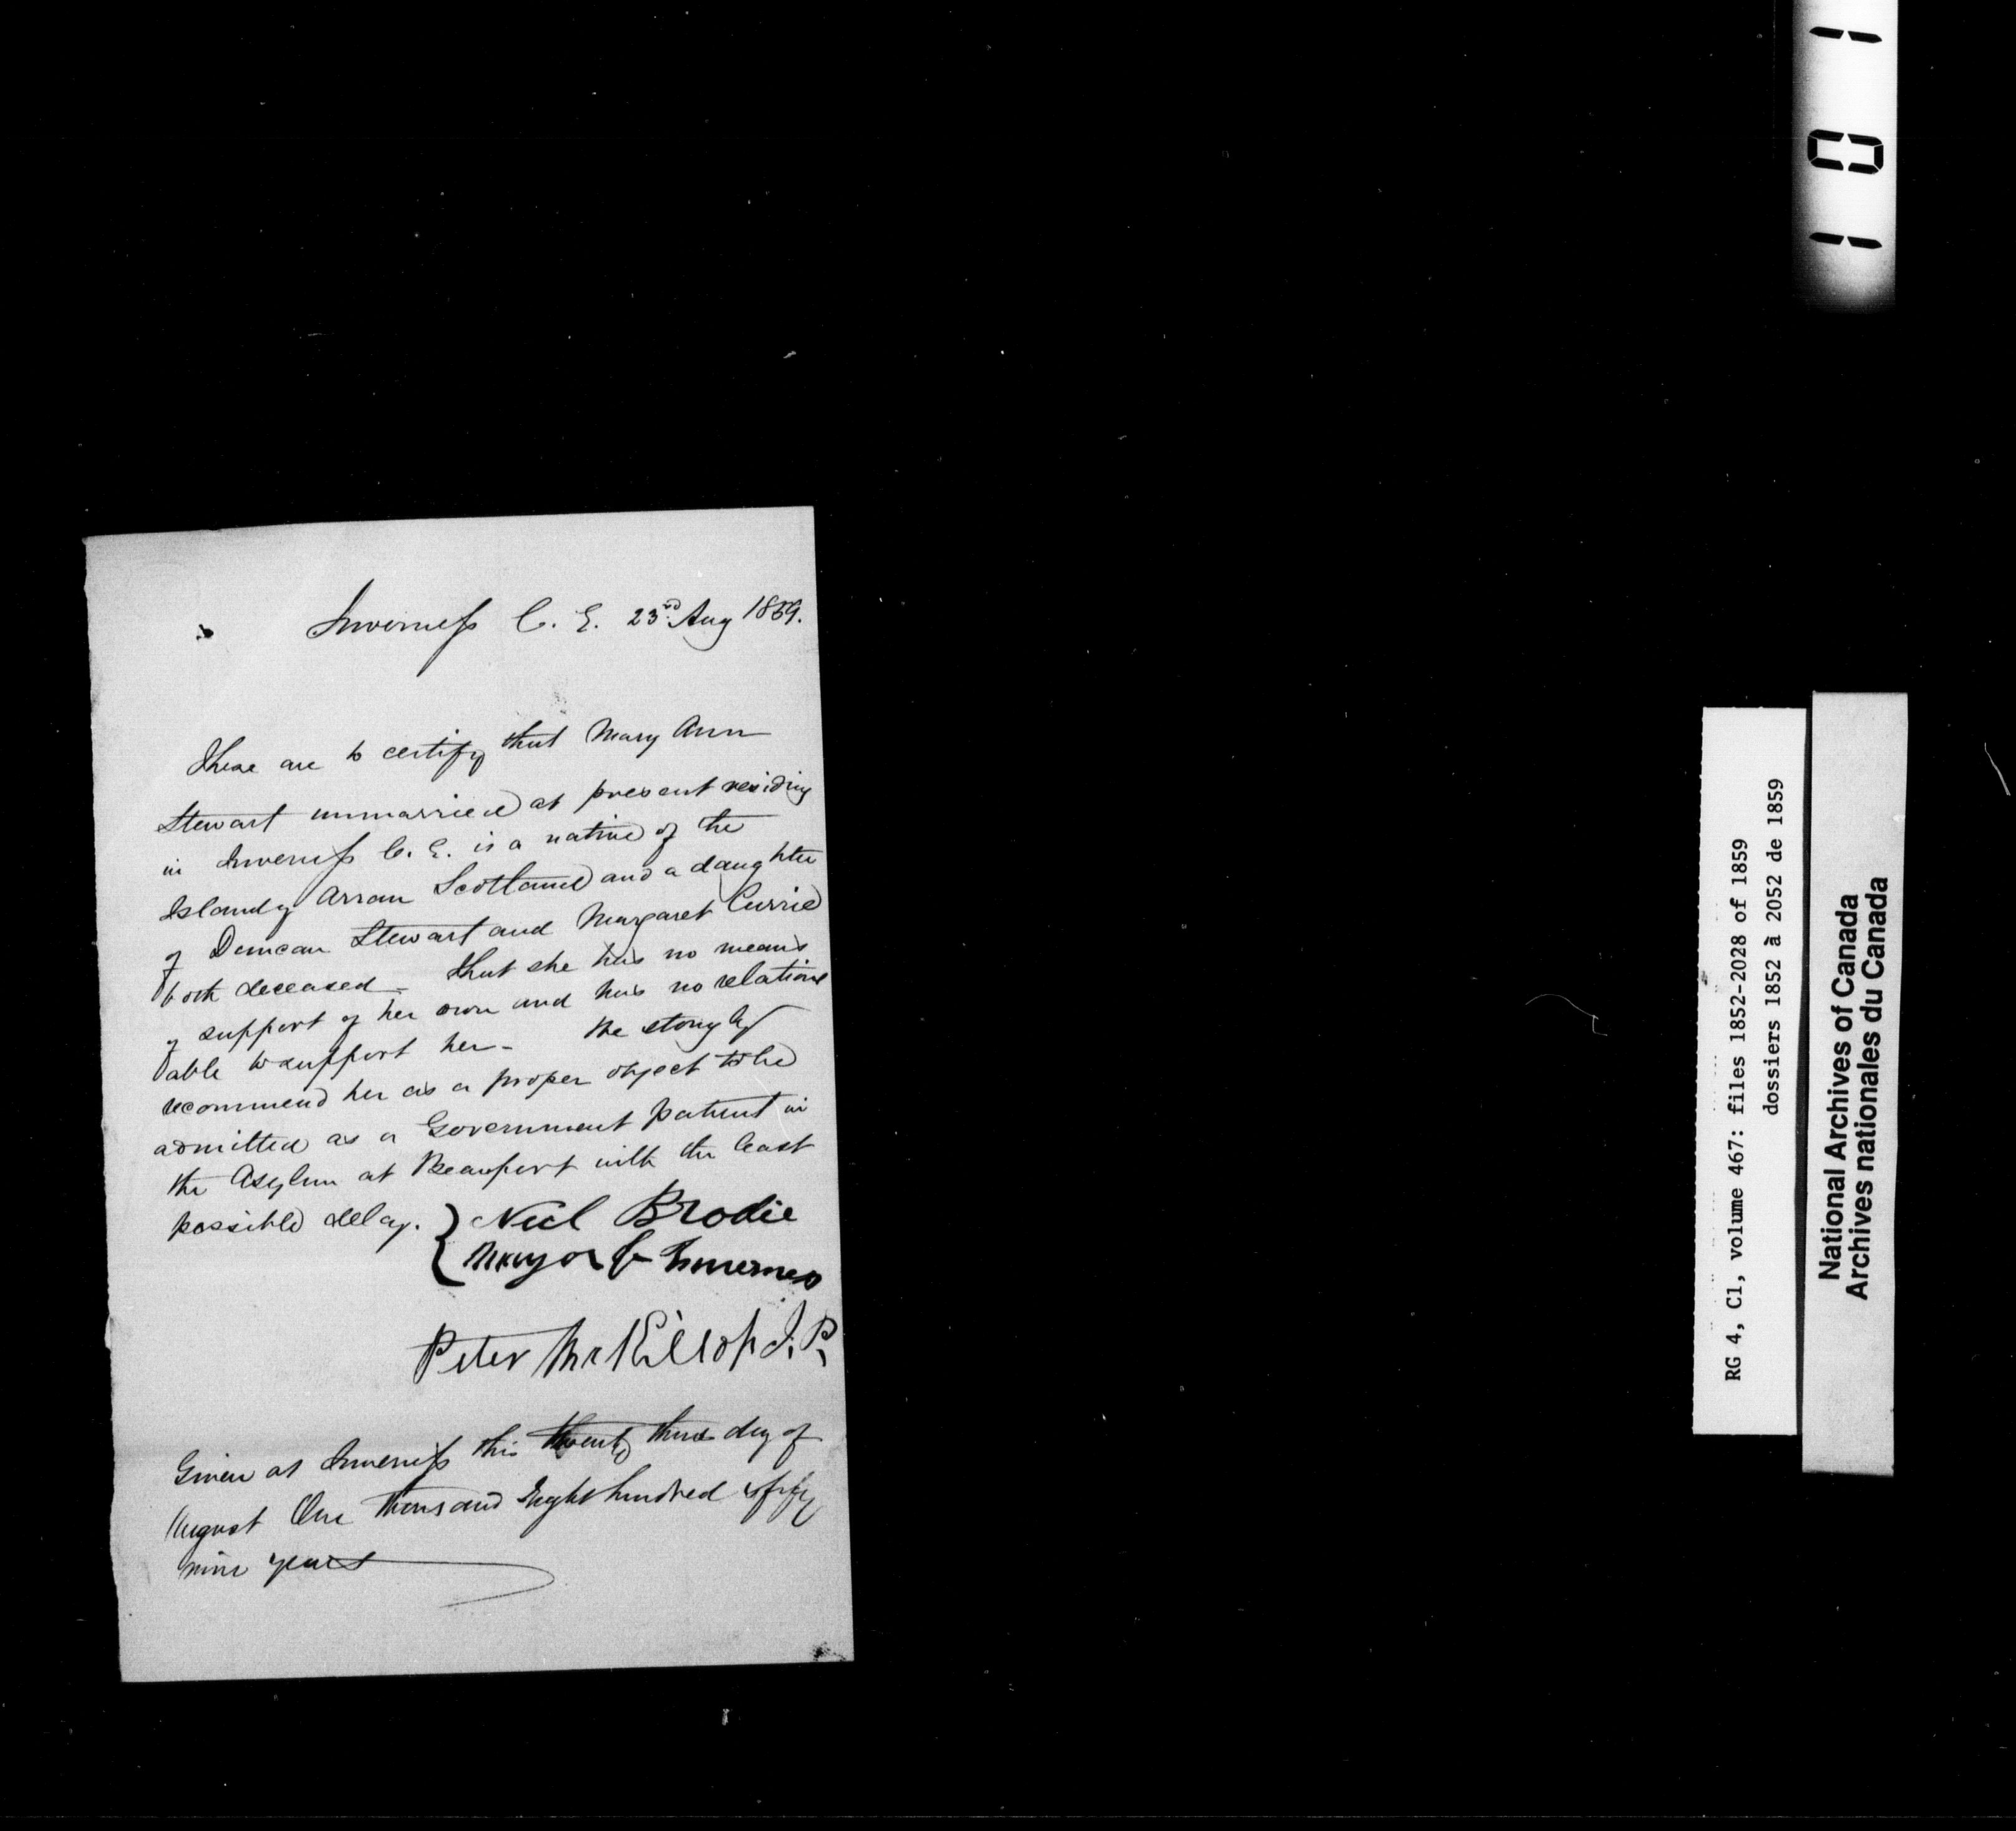 Inverness C. E. 23rd Aug 1859.
These are to certify that Mary Ann
Stewart unmarried at present residing
in Inverness C. E. is a native of the
Island of Arran Scotland and a daughter
of Duncan Stewart and Margaret Currie
both deceased – that she has no means
of support of her own and has no relations
able to support her – We strongly
recommend her as a proper object to be
admitted as a Government patient in
the Asylum at Beauport with the least
possible delay. } Neil Brodie
Mayor for Inverness
Peter McKillop J. P.
Given at Inverness this twenty third day of
August One thousand Eight hundred & fifty
nine years
101
RG 4, C1, volume 467: files 1852-2028 of 1859
dossiers 1852 à 2052 de 1859
National Archives of Canada
Archives nationales du Canada